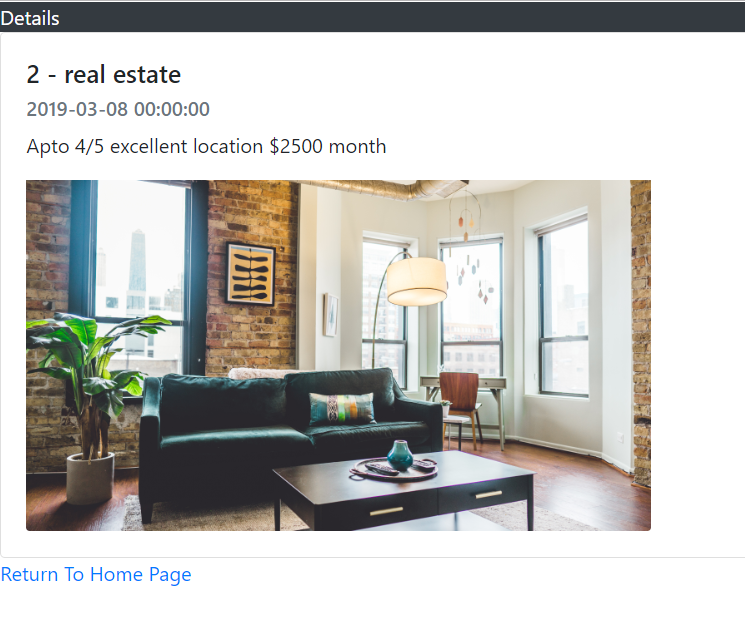 Details
2 - real estate
2019-03-08 00:00:00
Apto 4/5 excellent location $2500 month
Return To Home Page